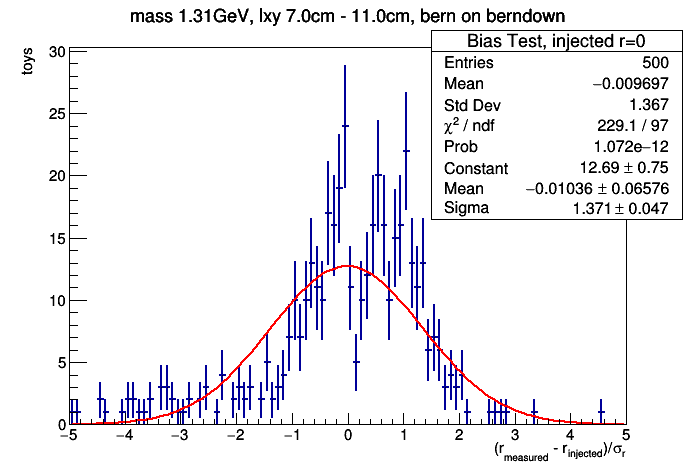 mass 1.31GeV, lxy 7.0cm - 11.0cm, bern on berndown
toys
Bias Test, injected r=0
Entries 500
Mean −0.009697
Std Dev 1.367
χ² / ndf 229.1 / 97
Prob 1.072e−12
Constant 12.69 ± 0.75
Mean −0.01036 ± 0.06576
Sigma 1.371 ± 0.047
30
25
20
15
10
5
0
−5 −4 −3 −2 −1 0 1 2 3 4 5
(r_measured - r_injected)/σ_r